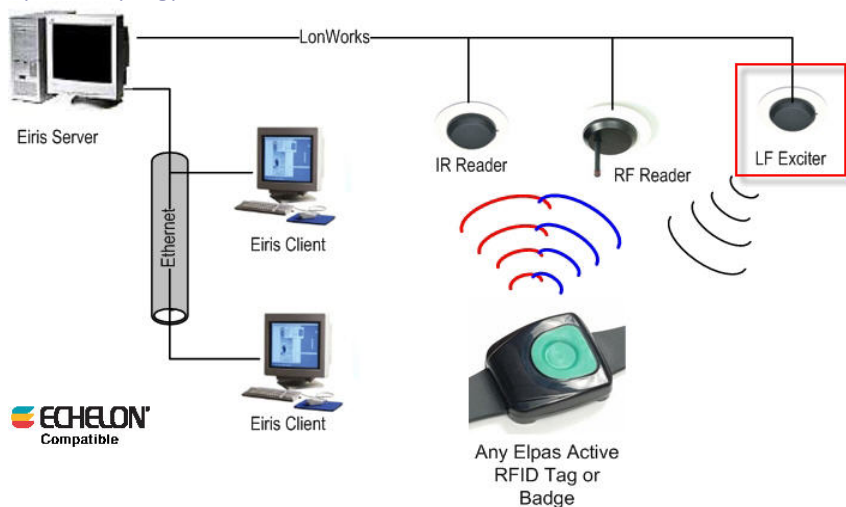 LonWorks
Eiris Server
IR Reader
RF Reader
LF Exciter
Ethernet
Eiris Client
Eiris Client
ECHELON
Compatible
Any Elpas Active
RFID Tag or
Badge